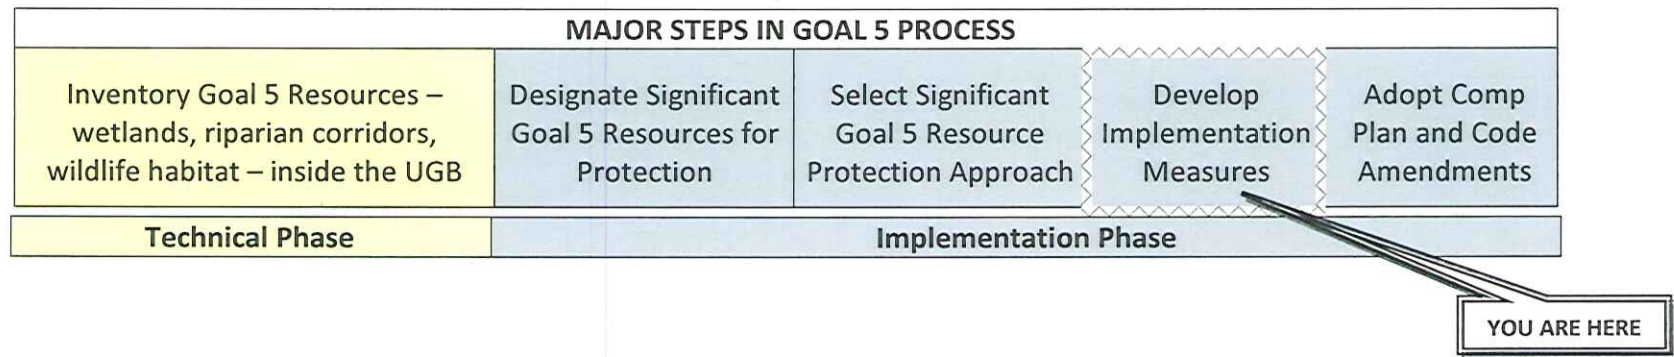 MAJOR STEPS IN GOAL 5 PROCESS
Inventory Goal 5 Resources –
wetlands, riparian corridors,
wildlife habitat – inside the UGB
Designate Significant
Goal 5 Resources for
Protection
Select Significant
Goal 5 Resource
Protection Approach
Develop
Implementation
Measures
Adopt Comp
Plan and Code
Amendments
Technical Phase
Implementation Phase
YOU ARE HERE